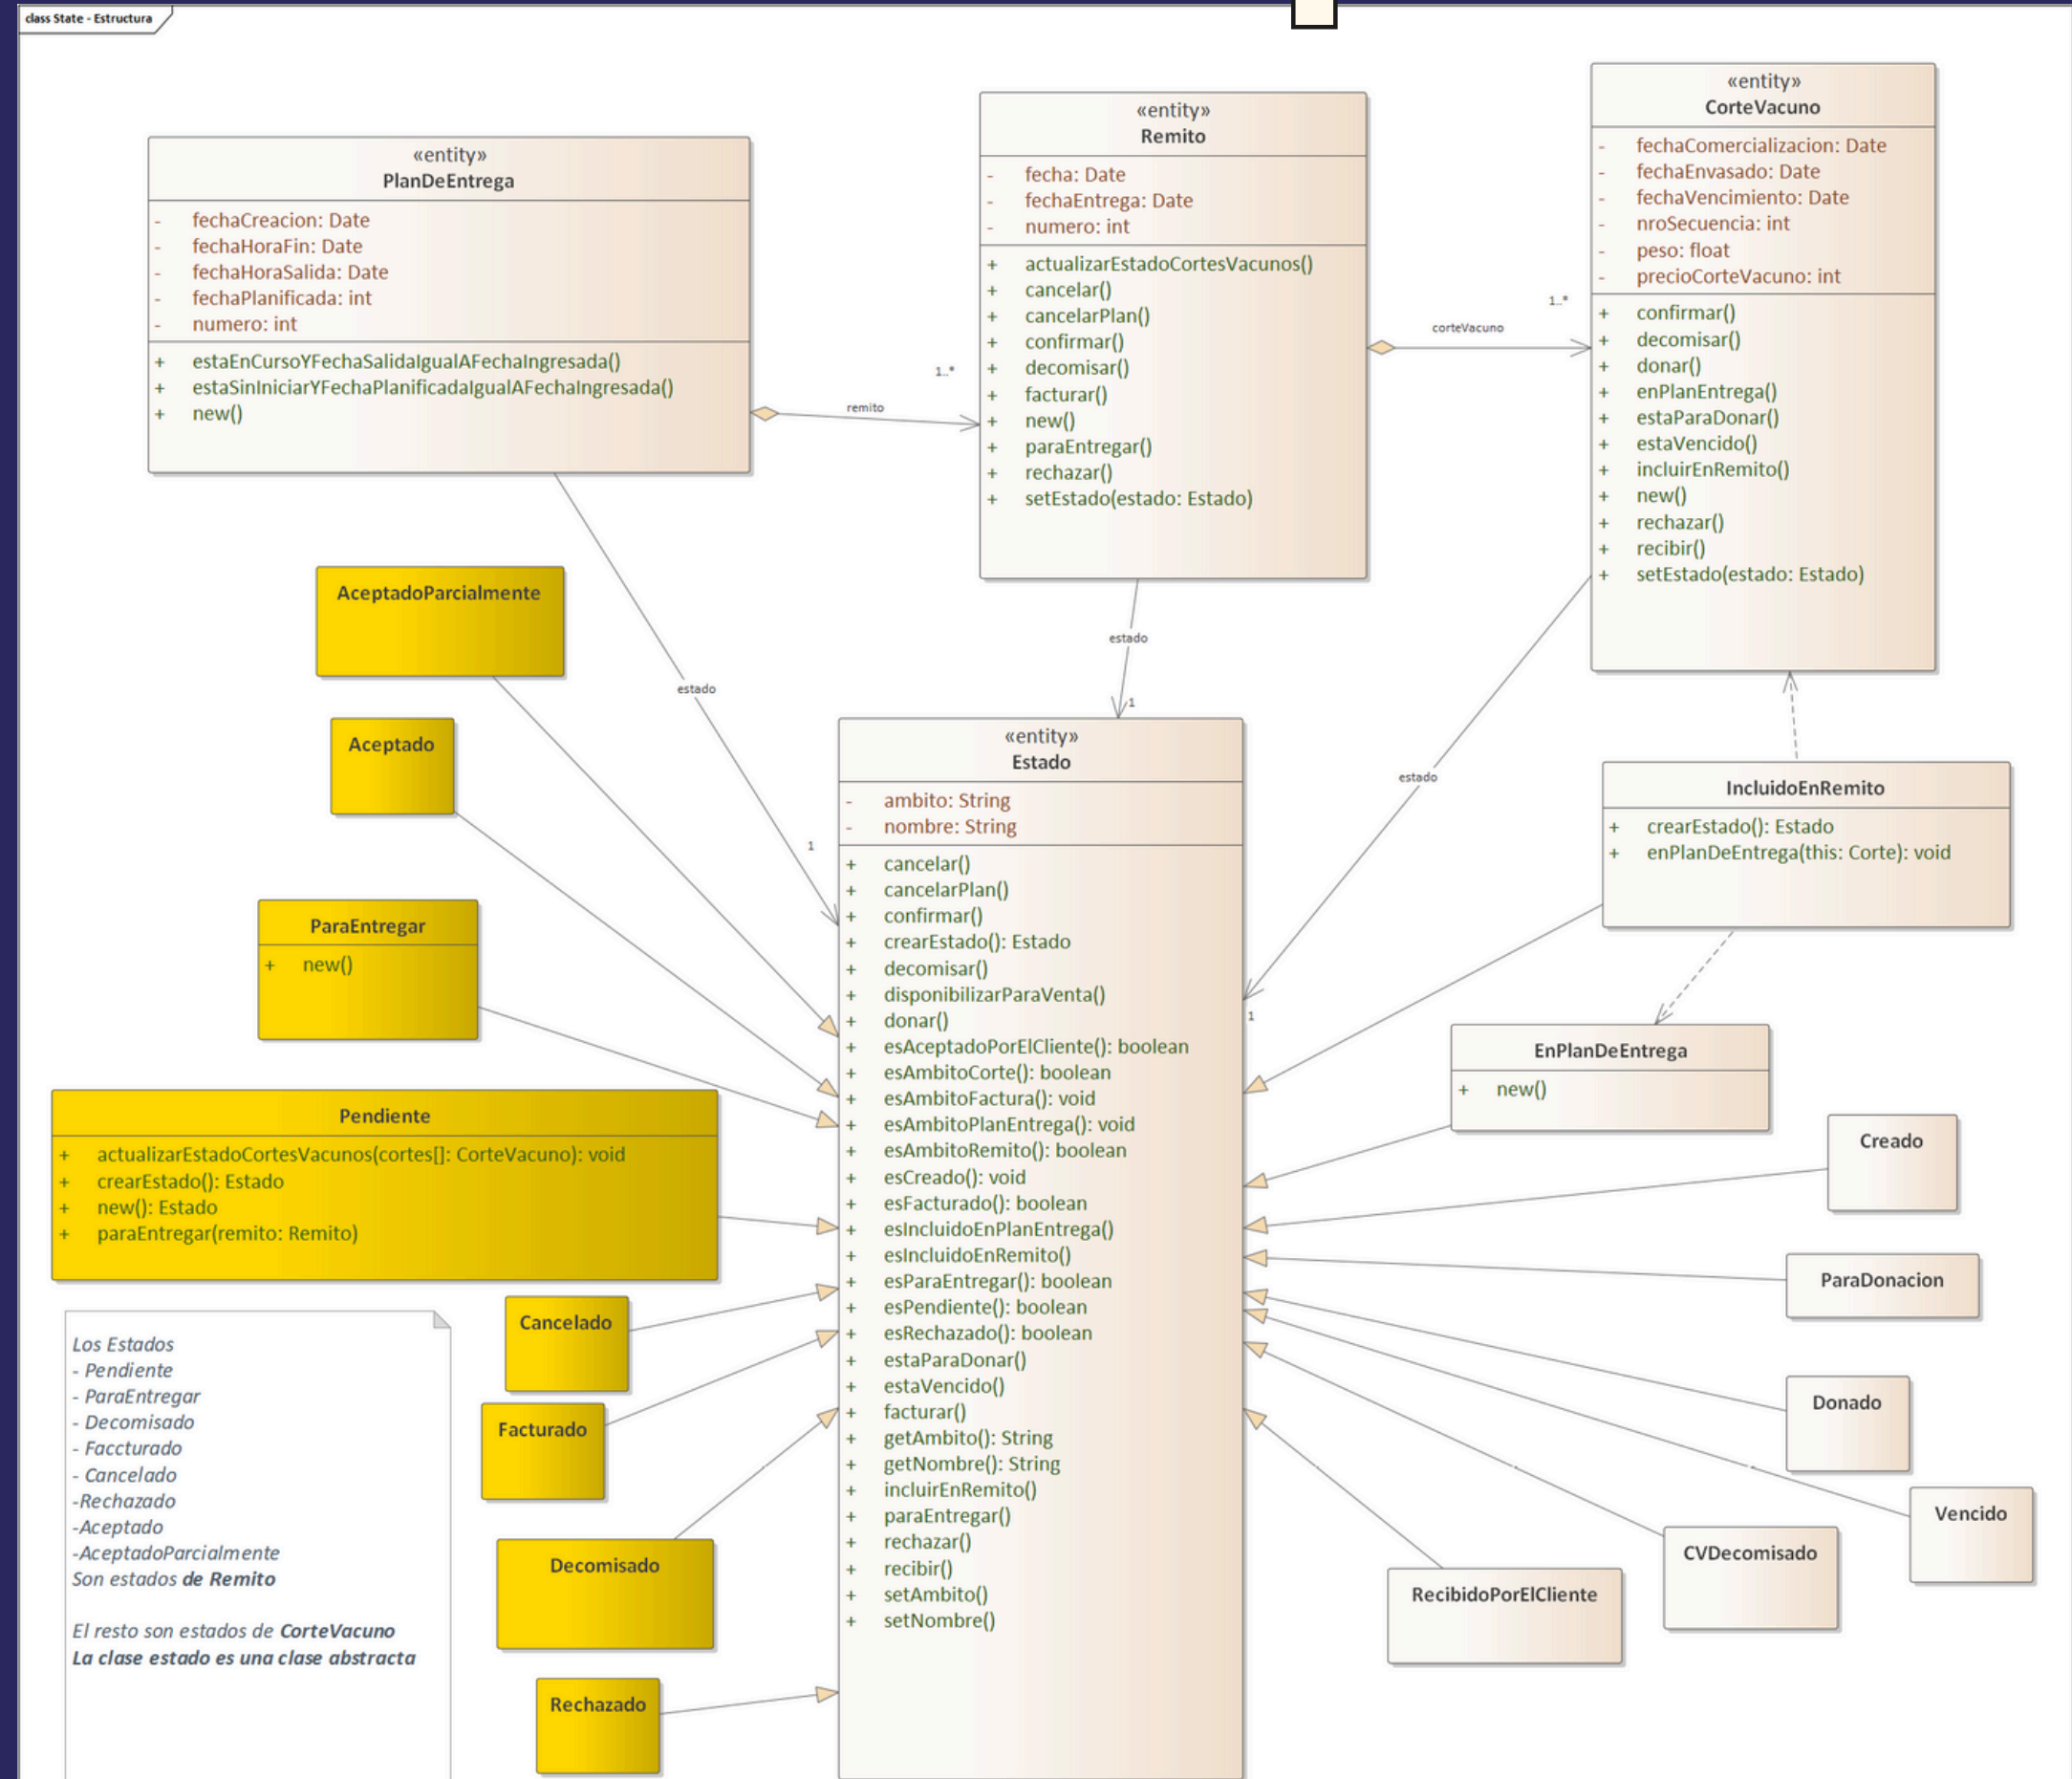 class State - Estructura
«entity»
PlanDeEntrega
- fechaCreacion: Date
- fechaHoraFin: Date
- fechaHoraSalida: Date
- fechaPlanificada: int
- numero: int
+ estaEnCursoYFechaSalidaIgualAFechaIngresada()
+ estaSinIniciarYFechaPlanificadaIgualAFechaIngresada()
+ new()
remito
1..*
«entity»
Remito
- fecha: Date
- fechaEntrega: Date
- numero: int
+ actualizarEstadoCortesVacunos()
+ cancelar()
+ cancelarPlan()
+ confirmar()
+ decomisar()
+ facturar()
+ new()
+ paraEntregar()
+ rechazar()
+ setEstado(estado: Estado)
corteVacuno
1..*
«entity»
CorteVacuno
- fechaComercializacion: Date
- fechaEnvasado: Date
- fechaVencimiento: Date
- nroSecuencia: int
- peso: float
- precioCorteVacuno: int
+ confirmar()
+ decomisar()
+ donar()
+ enPlanEntrega()
+ estaParaDonar()
+ estaVencido()
+ incluirEnRemito()
+ new()
+ rechazar()
+ recibir()
+ setEstado(estado: Estado)
estado
1
estado
1
estado
1
AceptadoParcialmente
Aceptado
ParaEntregar
+ new()
Pendiente
+ actualizarEstadoCortesVacunos(cortes[]: CorteVacuno): void
+ crearEstado(): Estado
+ new(): Estado
+ paraEntregar(remito: Remito)
Cancelado
Facturado
Decomisado
Rechazado
Los Estados
- Pendiente
- ParaEntregar
- Decomisado
- Faccturado
- Cancelado
-Rechazado
-Aceptado
-AceptadoParcialmente
Son estados de Remito
El resto son estados de CorteVacuno
La clase estado es una clase abstracta
«entity»
Estado
- ambito: String
- nombre: String
+ cancelar()
+ cancelarPlan()
+ confirmar()
+ crearEstado(): Estado
+ decomisar()
+ disponibilizarParaVenta()
+ donar()
+ esAceptadoPorElCliente(): boolean
+ esAmbitoCorte(): boolean
+ esAmbitoFactura(): void
+ esAmbitoPlanEntrega(): void
+ esAmbitoRemito(): boolean
+ esCreado(): void
+ esFacturado(): boolean
+ esIncluidoEnPlanEntrega()
+ esIncluidoEnRemito()
+ esParaEntregar(): boolean
+ esPendiente(): boolean
+ esRechazado(): boolean
+ estaParaDonar()
+ estaVencido()
+ facturar()
+ getAmbito(): String
+ getNombre(): String
+ incluirEnRemito()
+ paraEntregar()
+ rechazar()
+ recibir()
+ setAmbito()
+ setNombre()
IncluidoEnRemito
+ crearEstado(): Estado
+ enPlanDeEntrega(this: Corte): void
EnPlanDeEntrega
+ new()
Creado
ParaDonacion
Donado
Vencido
CVDecomisado
RecibidoPorElCliente